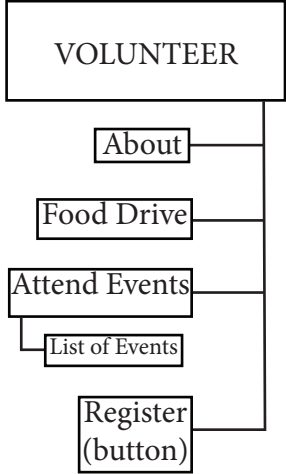 VOLUNTEER
About
Food Drive
Attend Events
List of Events
Register
(button)